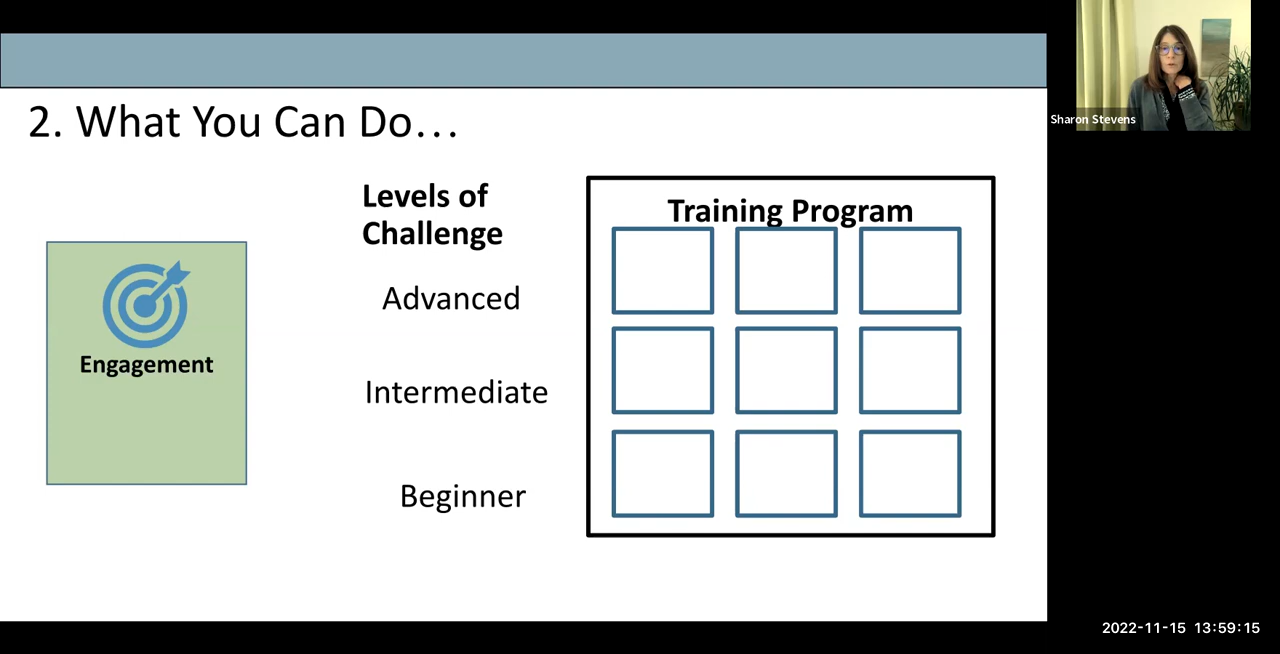 2. What You Can Do…
Levels of
Challenge
Advanced
Intermediate
Beginner
Engagement
Training Program
Sharon Stevens
2022-11-15 13:59:15